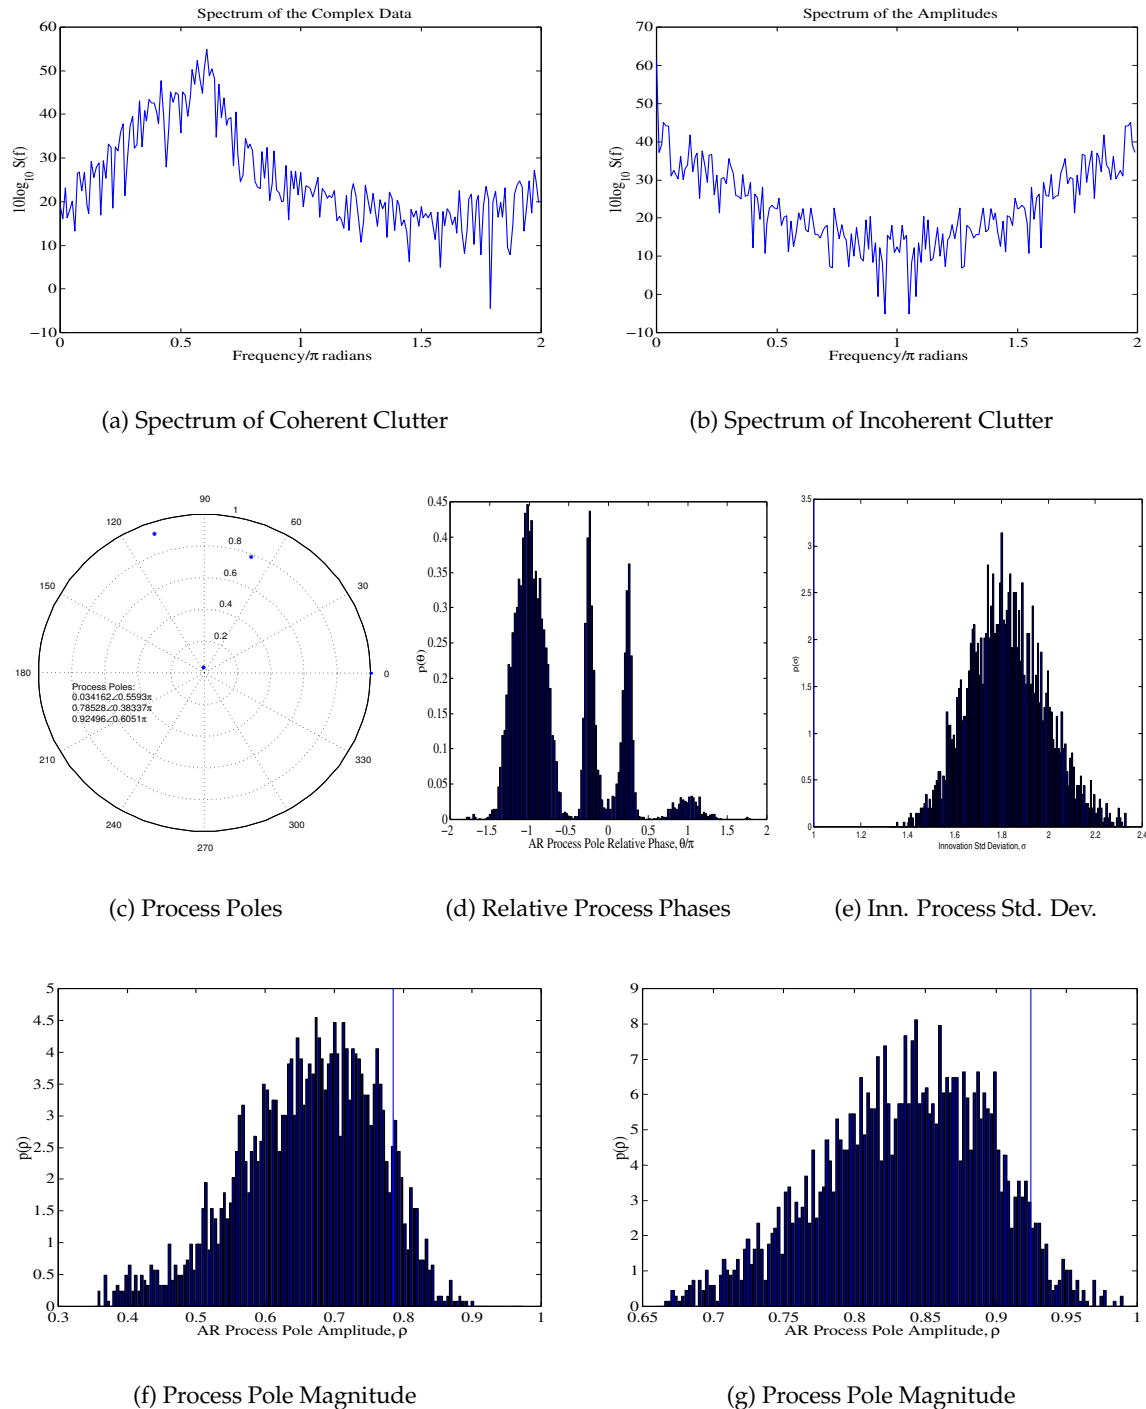 Spectrum of the Complex Data
60
50
40
30
20
10
0
−10
10log10 S(f)
0 0.5 1 1.5 2
Frequency/π radians
Spectrum of the Amplitudes
70
60
50
40
30
20
10
0
−10
10log10 S(f)
0 0.5 1 1.5 2
Frequency/π radians
(a) Spectrum of Coherent Clutter
(b) Spectrum of Incoherent Clutter
90
120 1 60
0.8
150 0.6 30
0.4
0.2
180 0
Process Poles:
0.034162∠0.5593π
0.78528∠0.38337π
0.92496∠0.6051π
210 330
240 300
270
0.45
0.4
0.35
0.3
0.25
0.2
0.15
0.1
0.05
0
p(θ)
−2 −1.5 −1 −0.5 0 0.5 1 1.5 2
AR Process Pole Relative Phase, θ/π
3.5
3
2.5
2
1.5
1
0.5
0
p(σ)
1 1.2 1.4 1.6 1.8 2 2.2 2.4
Innovation Std Deviation, σ
(c) Process Poles
(d) Relative Process Phases
(e) Inn. Process Std. Dev.
5
4.5
4
3.5
3
2.5
2
1.5
1
0.5
0
p(ρ)
0.3 0.4 0.5 0.6 0.7 0.8 0.9 1
AR Process Pole Amplitude, ρ
9
8
7
6
5
4
3
2
1
0
p(ρ)
0.65 0.7 0.75 0.8 0.85 0.9 0.95 1
AR Process Pole Amplitude, ρ
(f) Process Pole Magnitude
(g) Process Pole Magnitude